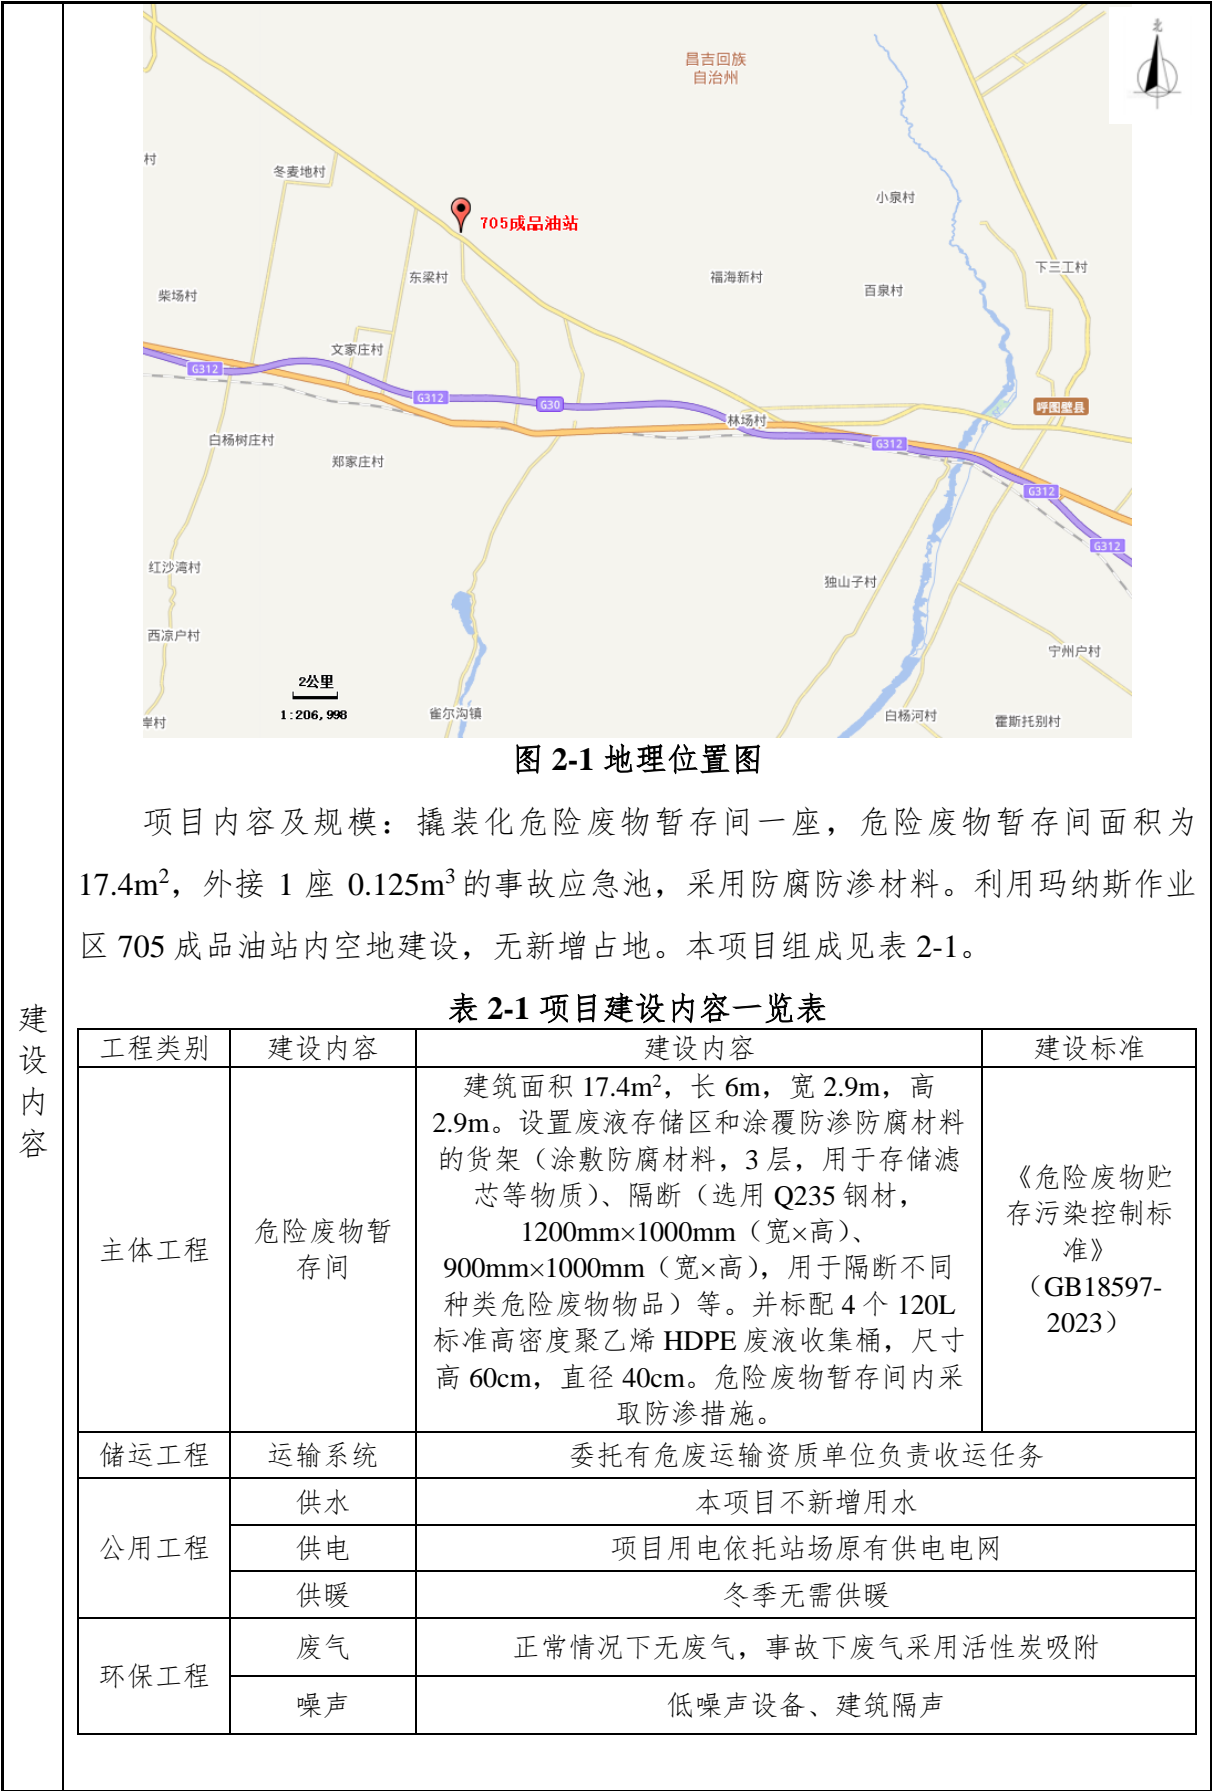 北
昌吉回族
自治州
村
冬麦地村
小泉村
705成品油站
下三工村
东梁村
福海新村
百泉村
柴场村
文家庄村
G312
G312
G30
呼图壁县
林场村
白杨树庄村
G312
郑家庄村
G312
G312
红沙湾村
独山子村
西凉户村
宁州户村
2公里
1:206,998
雀尔沟镇
白杨河村
霍斯托别村
岸村
图 2-1 地理位置图
项目内容及规模：撬装化危险废物暂存间一座，危险废物暂存间面积为
17.4m²，外接 1 座 0.125m³的事故应急池，采用防腐防渗材料。利用玛纳斯作业
区 705 成品油站内空地建设，无新增占地。本项目组成见表 2-1。
建
设
内
容
表 2-1 项目建设内容一览表
工程类别 建设内容 建设内容 建设标准
主体工程
危险废物暂
存间
建筑面积 17.4m²，长 6m，宽 2.9m，高
2.9m。设置废液存储区和涂覆防渗防腐材料
的货架（涂敷防腐材料，3 层，用于存储滤
芯等物质）、隔断（选用 Q235 钢材，
1200mm×1000mm（宽×高）、
900mm×1000mm（宽×高），用于隔断不同
种类危险废物物品）等。并标配 4 个 120L
标准高密度聚乙烯 HDPE 废液收集桶，尺寸
高 60cm，直径 40cm。危险废物暂存间内采
取防渗措施。
《危险废物贮
存污染控制标
准》
（GB18597-
2023）
储运工程 运输系统 委托有危废运输资质单位负责收运任务
公用工程
供水 本项目不新增用水
供电 项目用电依托站场原有供电电网
供暖 冬季无需供暖
环保工程
废气 正常情况下无废气，事故下废气采用活性炭吸附
噪声 低噪声设备、建筑隔声